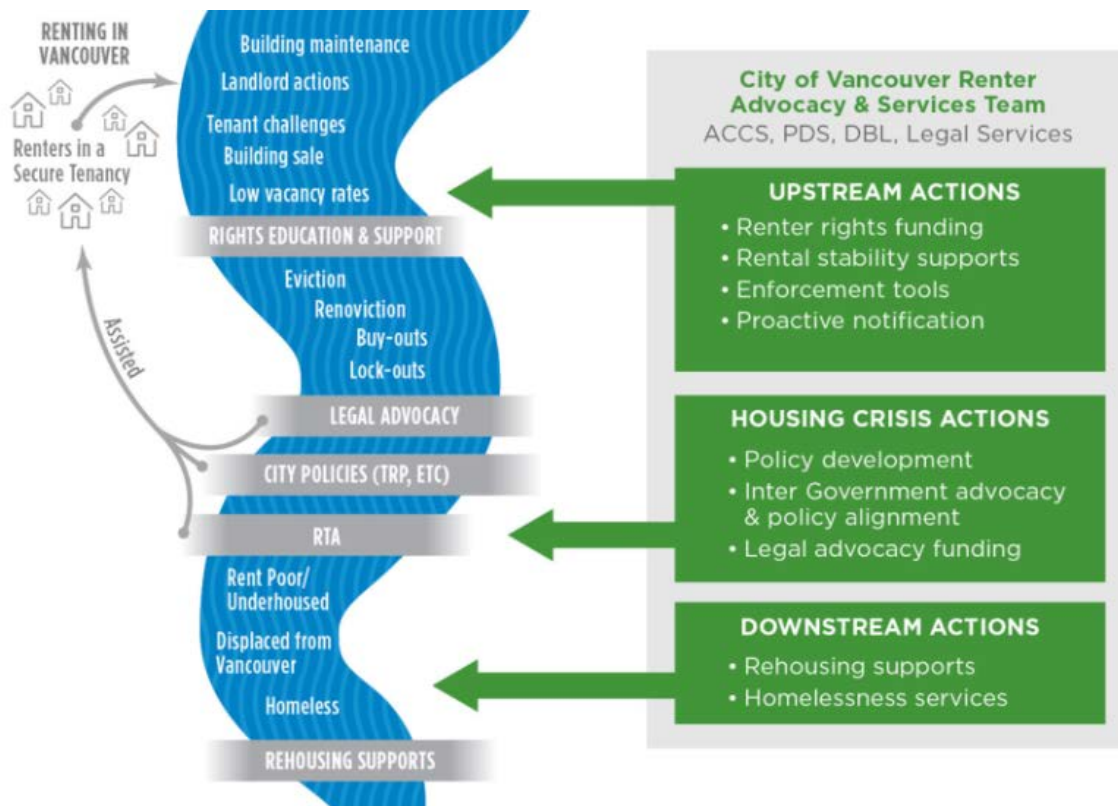 RENTING IN
VANCOUVER
Renters in a
Secure Tenancy
Assisted
Building maintenance
Landlord actions
Tenant challenges
Building sale
Low vacancy rates
RIGHTS EDUCATION & SUPPORT
Eviction
Renoviction
Buy-outs
Lock-outs
LEGAL ADVOCACY
CITY POLICIES (TRP, ETC)
RTA
Rent Poor/
Underhoused
Displaced from
Vancouver
Homeless
REHOUSING SUPPORTS
City of Vancouver Renter
Advocacy & Services Team
ACCS, PDS, DBL, Legal Services
UPSTREAM ACTIONS
• Renter rights funding
• Rental stability supports
• Enforcement tools
• Proactive notification
HOUSING CRISIS ACTIONS
• Policy development
• Inter Government advocacy
& policy alignment
• Legal advocacy funding
DOWNSTREAM ACTIONS
• Rehousing supports
• Homelessness services